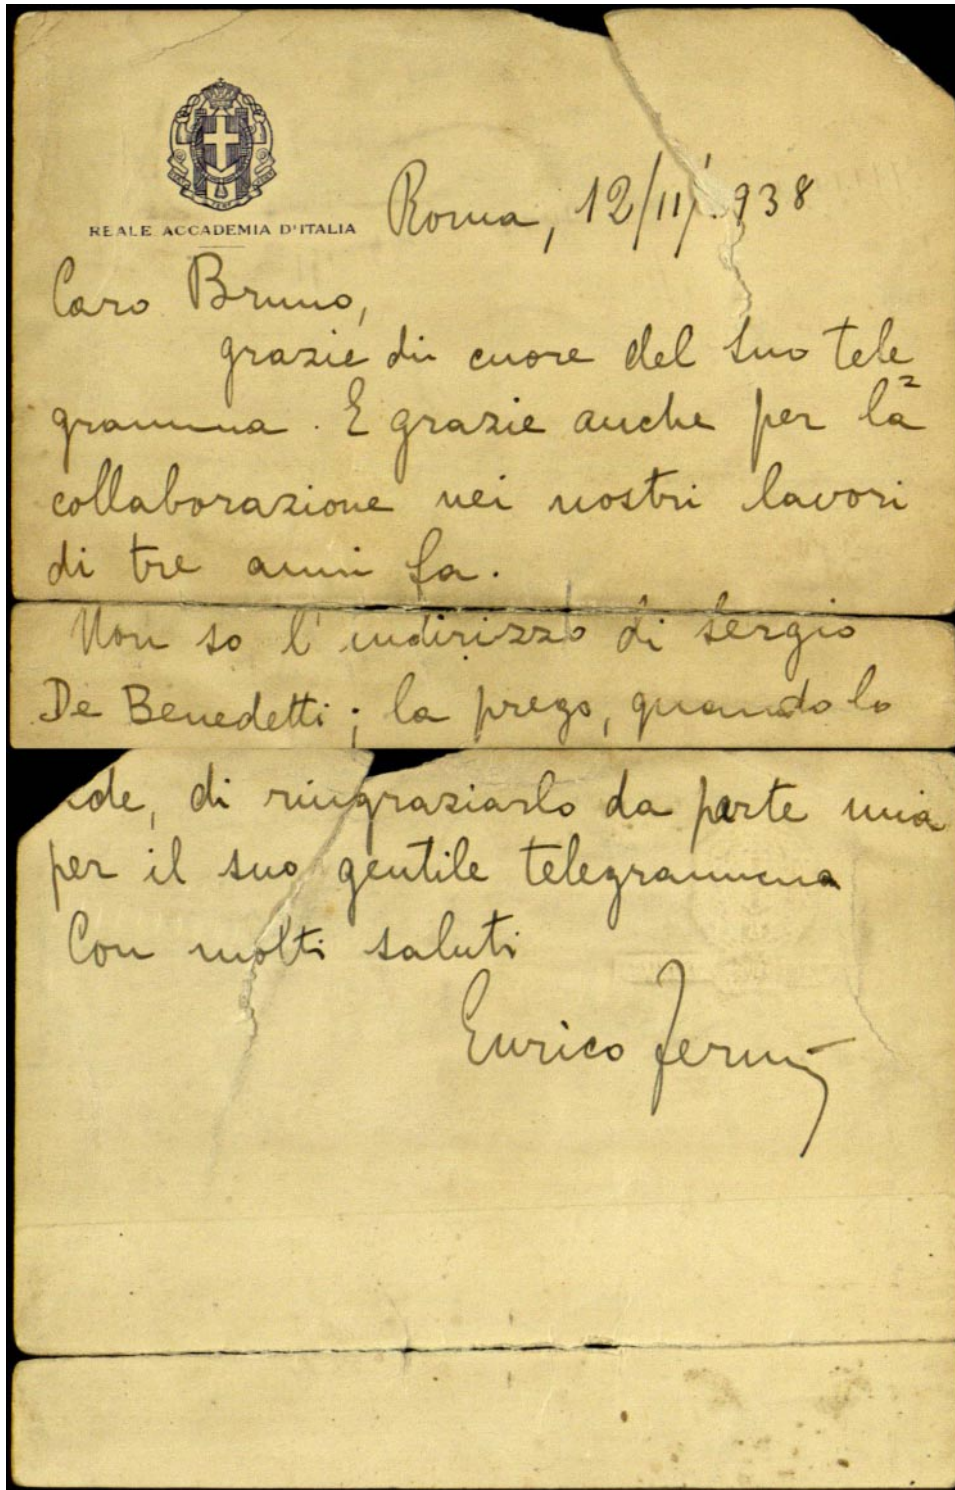 REALE ACCADEMIA D'ITALIA
Roma, 12/11/1938
Caro Bruno,
grazie di cuore del suo tele=
gramma. E grazie anche per la
collaborazione nei nostri lavori
di tre anni fa.
Non so l'indirizzo di Sergio
De Benedetti; la prego, quando lo
di ringraziarlo da parte mia
per il suo gentile telegramma
Con molti saluti
Enrico Fermi